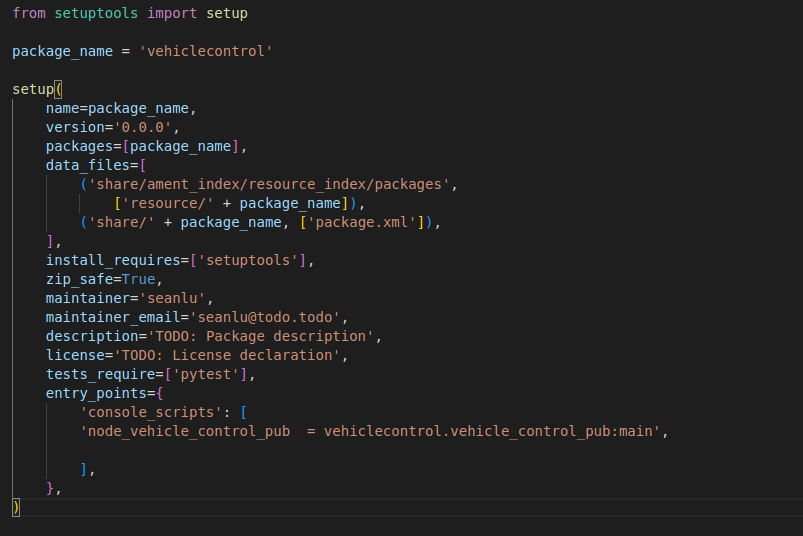 from setuptools import setup
package_name = 'vehiclecontrol'
setup(
name=package_name,
version='0.0.0',
packages=[package_name],
data_files=[
('share/ament_index/resource_index/packages',
['resource/' + package_name]),
('share/' + package_name, ['package.xml']),
],
install_requires=['setuptools'],
zip_safe=True,
maintainer='seanlu',
maintainer_email='seanlu@todo.todo',
description='TODO: Package description',
license='TODO: License declaration',
tests_require=['pytest'],
entry_points={
'console_scripts': [
'node_vehicle_control_pub  = vehiclecontrol.vehicle_control_pub:main',
],
},
)